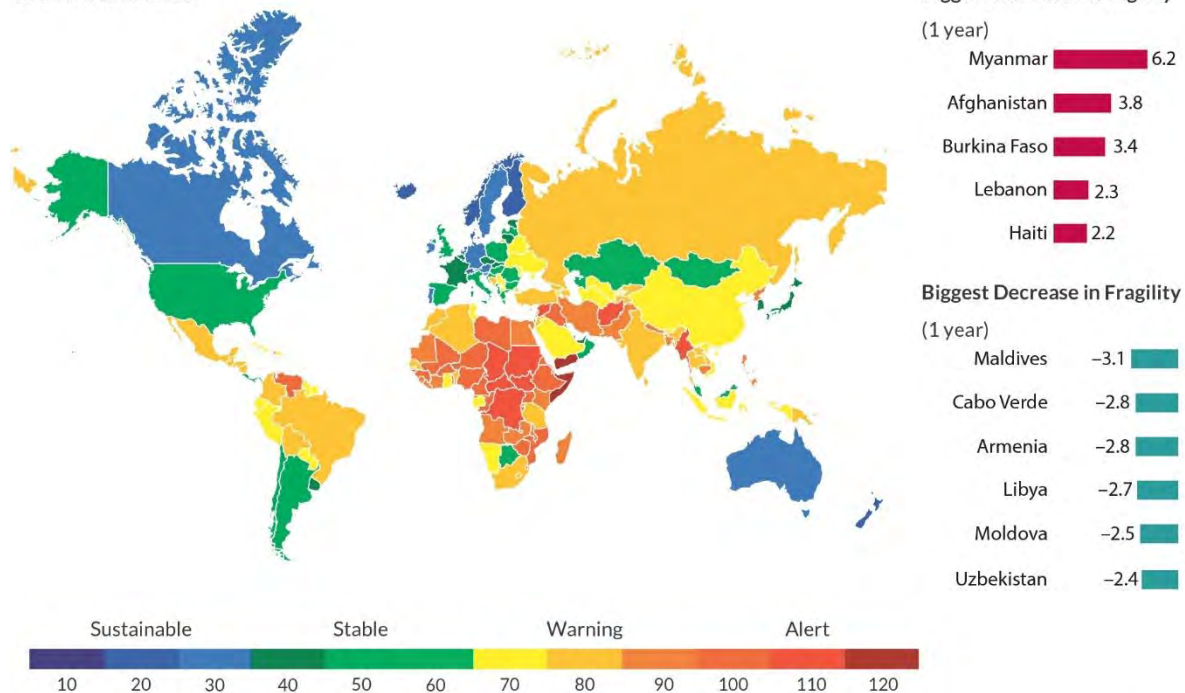 (1 year)
Myanmar 6.2
Afghanistan 3.8
Burkina Faso 3.4
Lebanon 2.3
Haiti 2.2
Biggest Decrease in Fragility
(1 year)
Maldives –3.1
Cabo Verde –2.8
Armenia –2.8
Libya –2.7
Moldova –2.5
Uzbekistan –2.4
Sustainable Stable Warning Alert
10 20 30 40 50 60 70 80 90 100 110 120